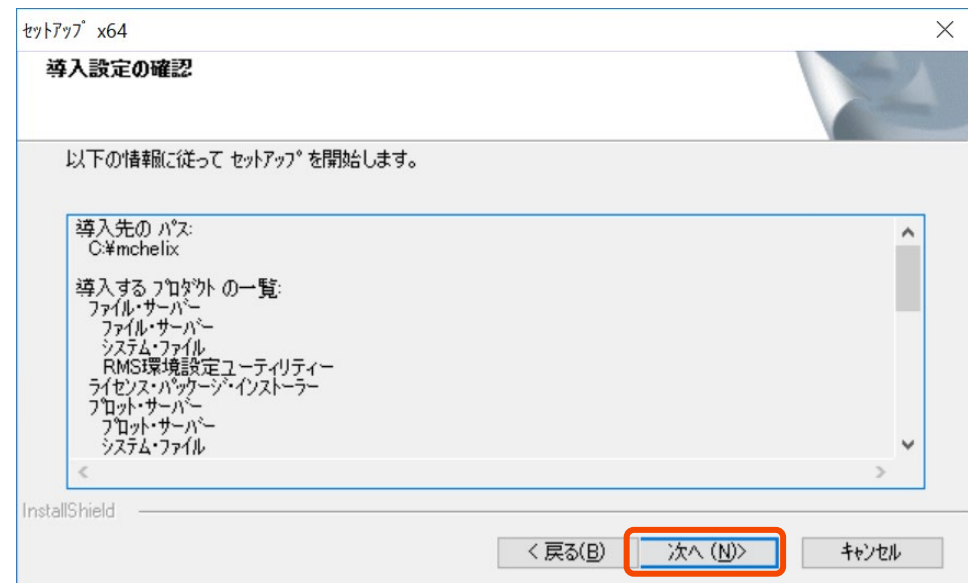 セットアップ x64
導入設定の確認
以下の情報に従って セットアップ を開始します。
導入先の パス:
C:¥mchelix
導入する プロダクト の一覧:
ファイル・サーバー
ファイル・サーバー
システム・ファイル
RMS環境設定ユーティリティー
ライセンス・パッケージ・インストーラー
プロット・サーバー
プロット・サーバー
システム・ファイル
InstallShield
< 戻る(B)
次へ (N)>
キャンセル